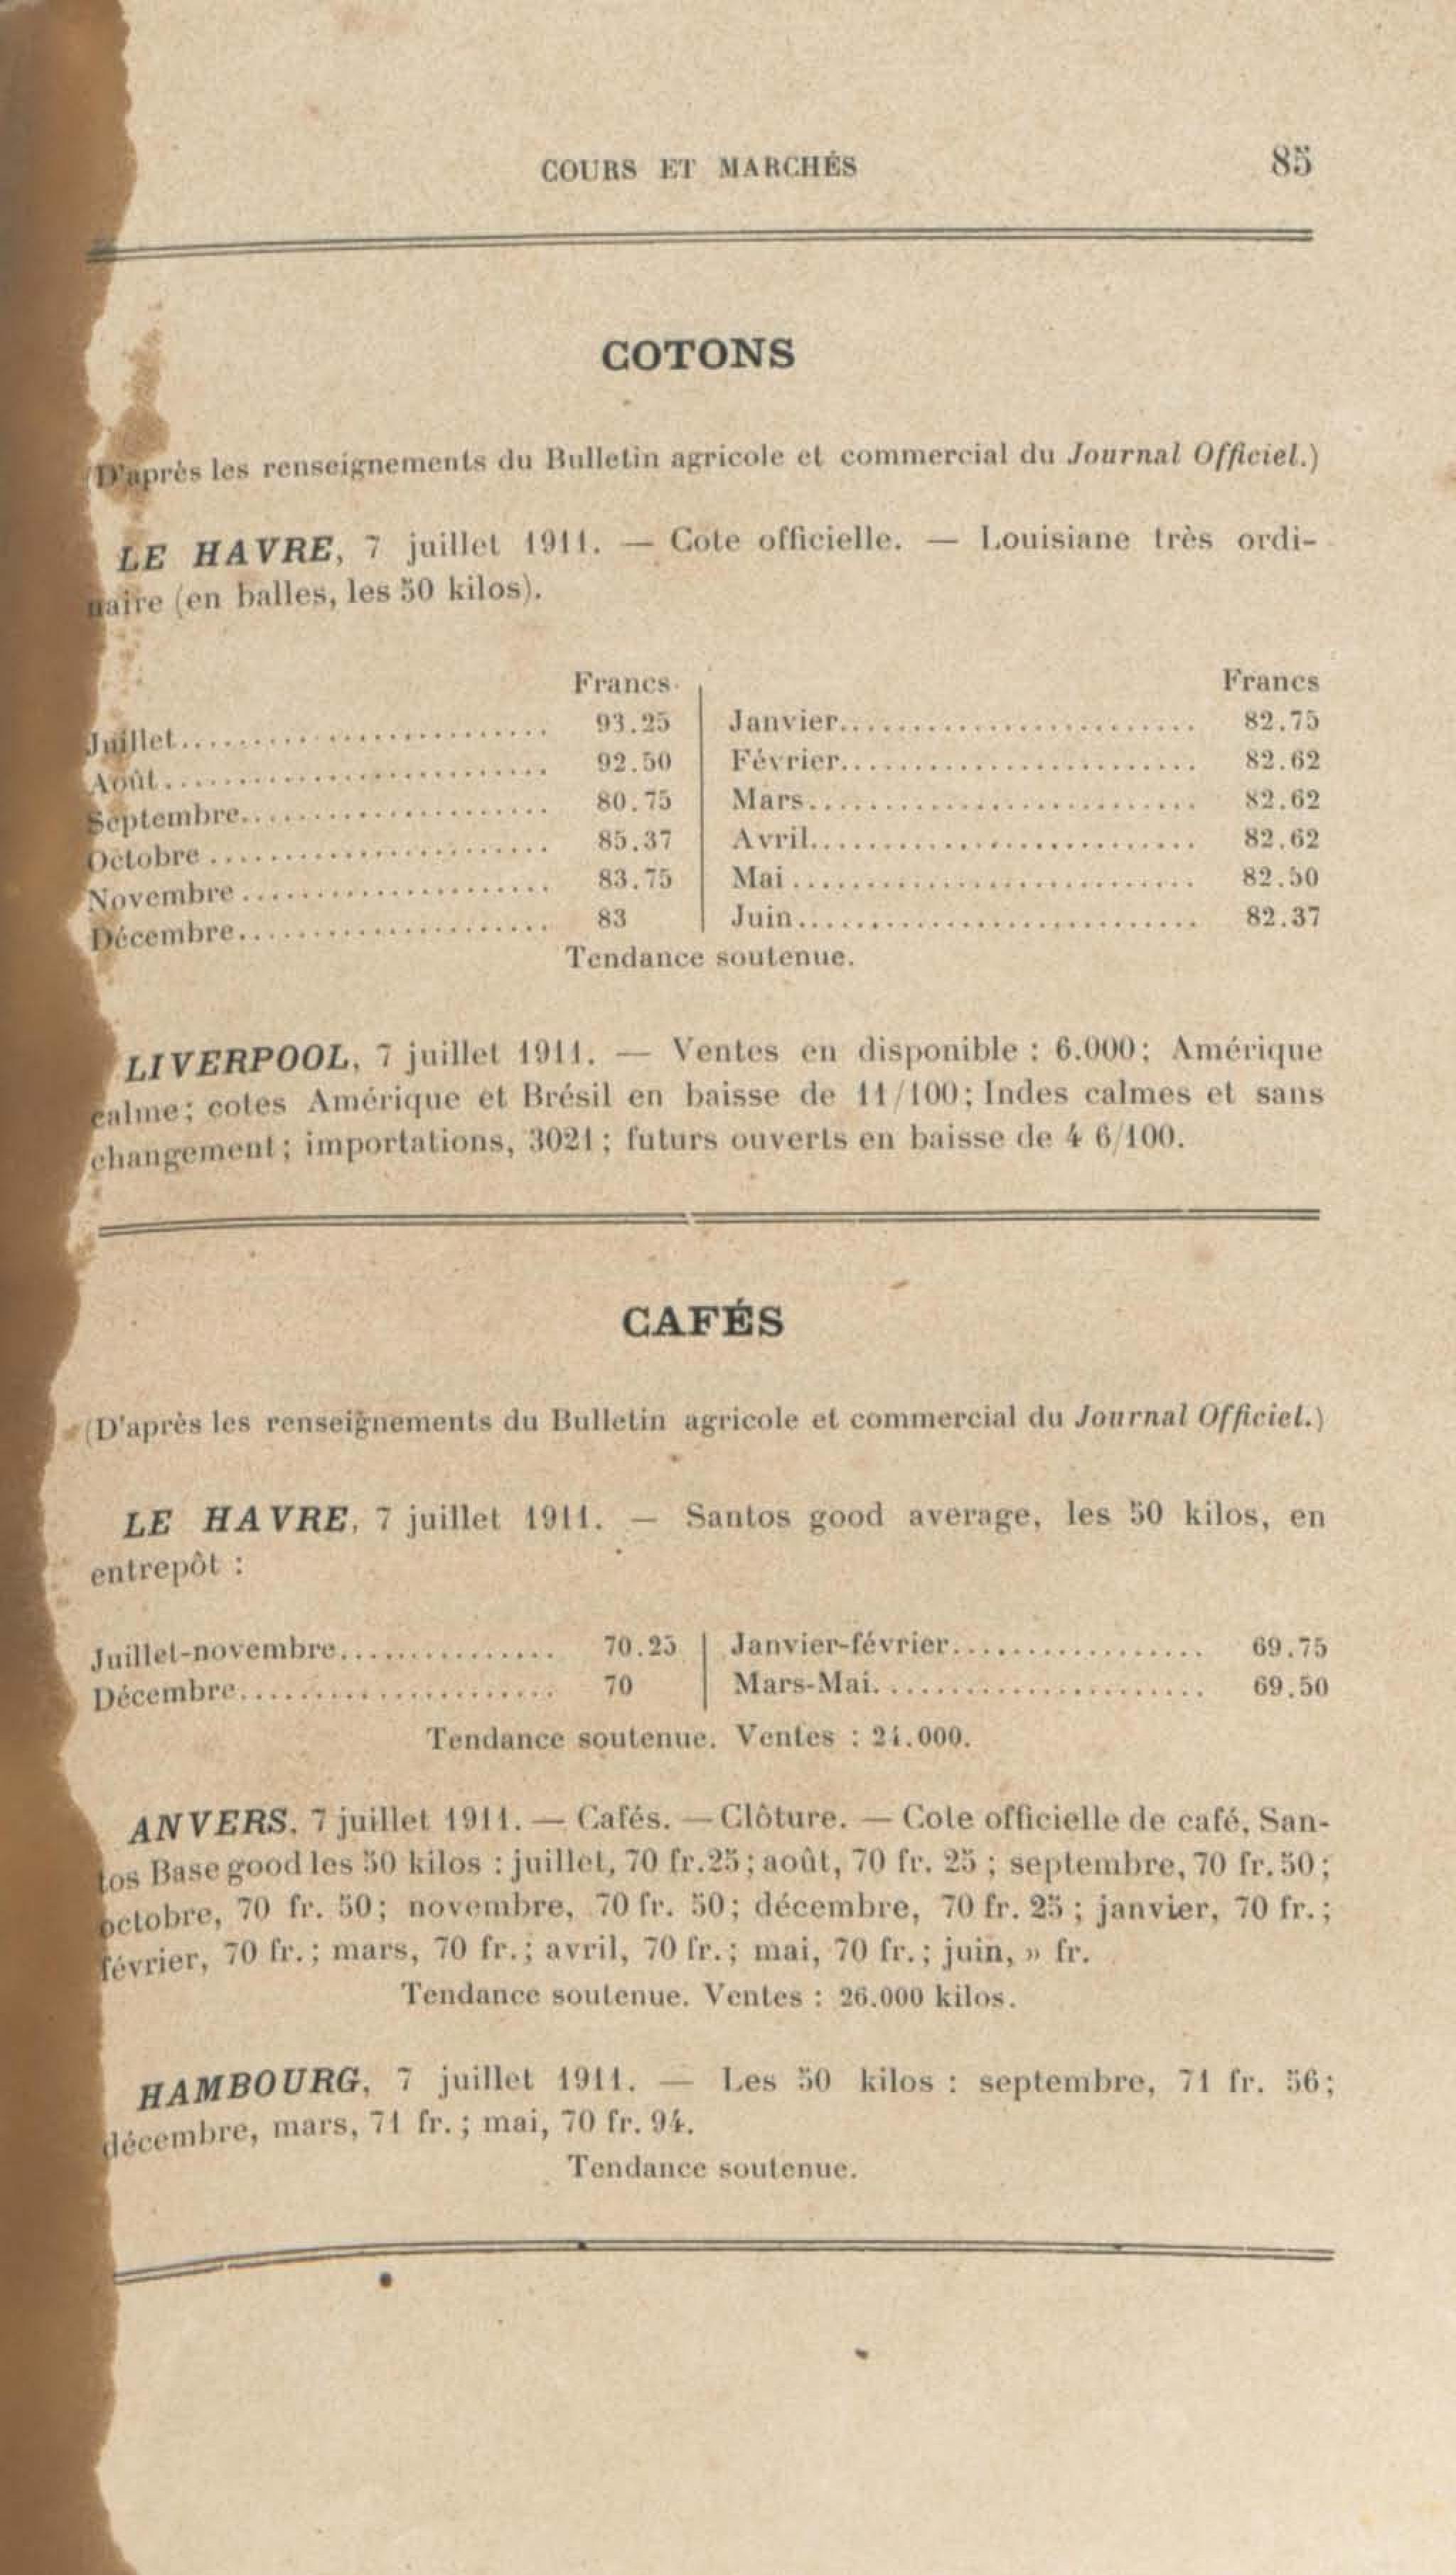 COURS ET MARCHÉS 85
COTONS
(D'après les renseignements du Bulletin agricole et commercial du Journal Officiel.)
LE HAVRE, 7 juillet 1911. — Cote officielle. — Louisiane très ordi-
naire (en balles, les 50 kilos).
Francs Francs
Juillet........................... 93.25 Janvier........................ 82.75
Août........................... 92.50 Février........................ 82.62
Septembre..................... 80.75 Mars.......................... 82.62
Octobre........................ 85.37 Avril.......................... 82.62
Novembre..................... 83.75 Mai............................ 82.50
Décembre..................... 83 Juin........................... 82.37
Tendance soutenue.
LIVERPOOL, 7 juillet 1911. — Ventes en disponible : 6.000; Amérique
calme; cotes Amérique et Brésil en baisse de 11/100; Indes calmes et sans
changement; importations, 3021; futurs ouverts en baisse de 4 6/100.
CAFÉS
(D'après les renseignements du Bulletin agricole et commercial du Journal Officiel.)
LE HAVRE, 7 juillet 1911. — Santos good average, les 50 kilos, en
entrepôt :
Juillet-novembre............... 70.25 Janvier-février................. 69.75
Décembre..................... 70 Mars-Mai...................... 69.50
Tendance soutenue. Ventes : 24.000.
ANVERS. 7 juillet 1911. — Cafés. — Clôture. — Cote officielle de café, San-
tos Base good les 50 kilos : juillet, 70 fr.25; août, 70 fr. 25; septembre, 70 fr.50;
octobre, 70 fr. 50; novembre, 70 fr. 50; décembre, 70 fr. 25; janvier, 70 fr.;
février, 70 fr.; mars, 70 fr.; avril, 70 fr.; mai, 70 fr.; juin, » fr.
Tendance soutenue. Ventes : 26.000 kilos.
HAMBOURG, 7 juillet 1911. — Les 50 kilos : septembre, 71 fr. 56;
décembre, mars, 71 fr.; mai, 70 fr. 94.
Tendance soutenue.